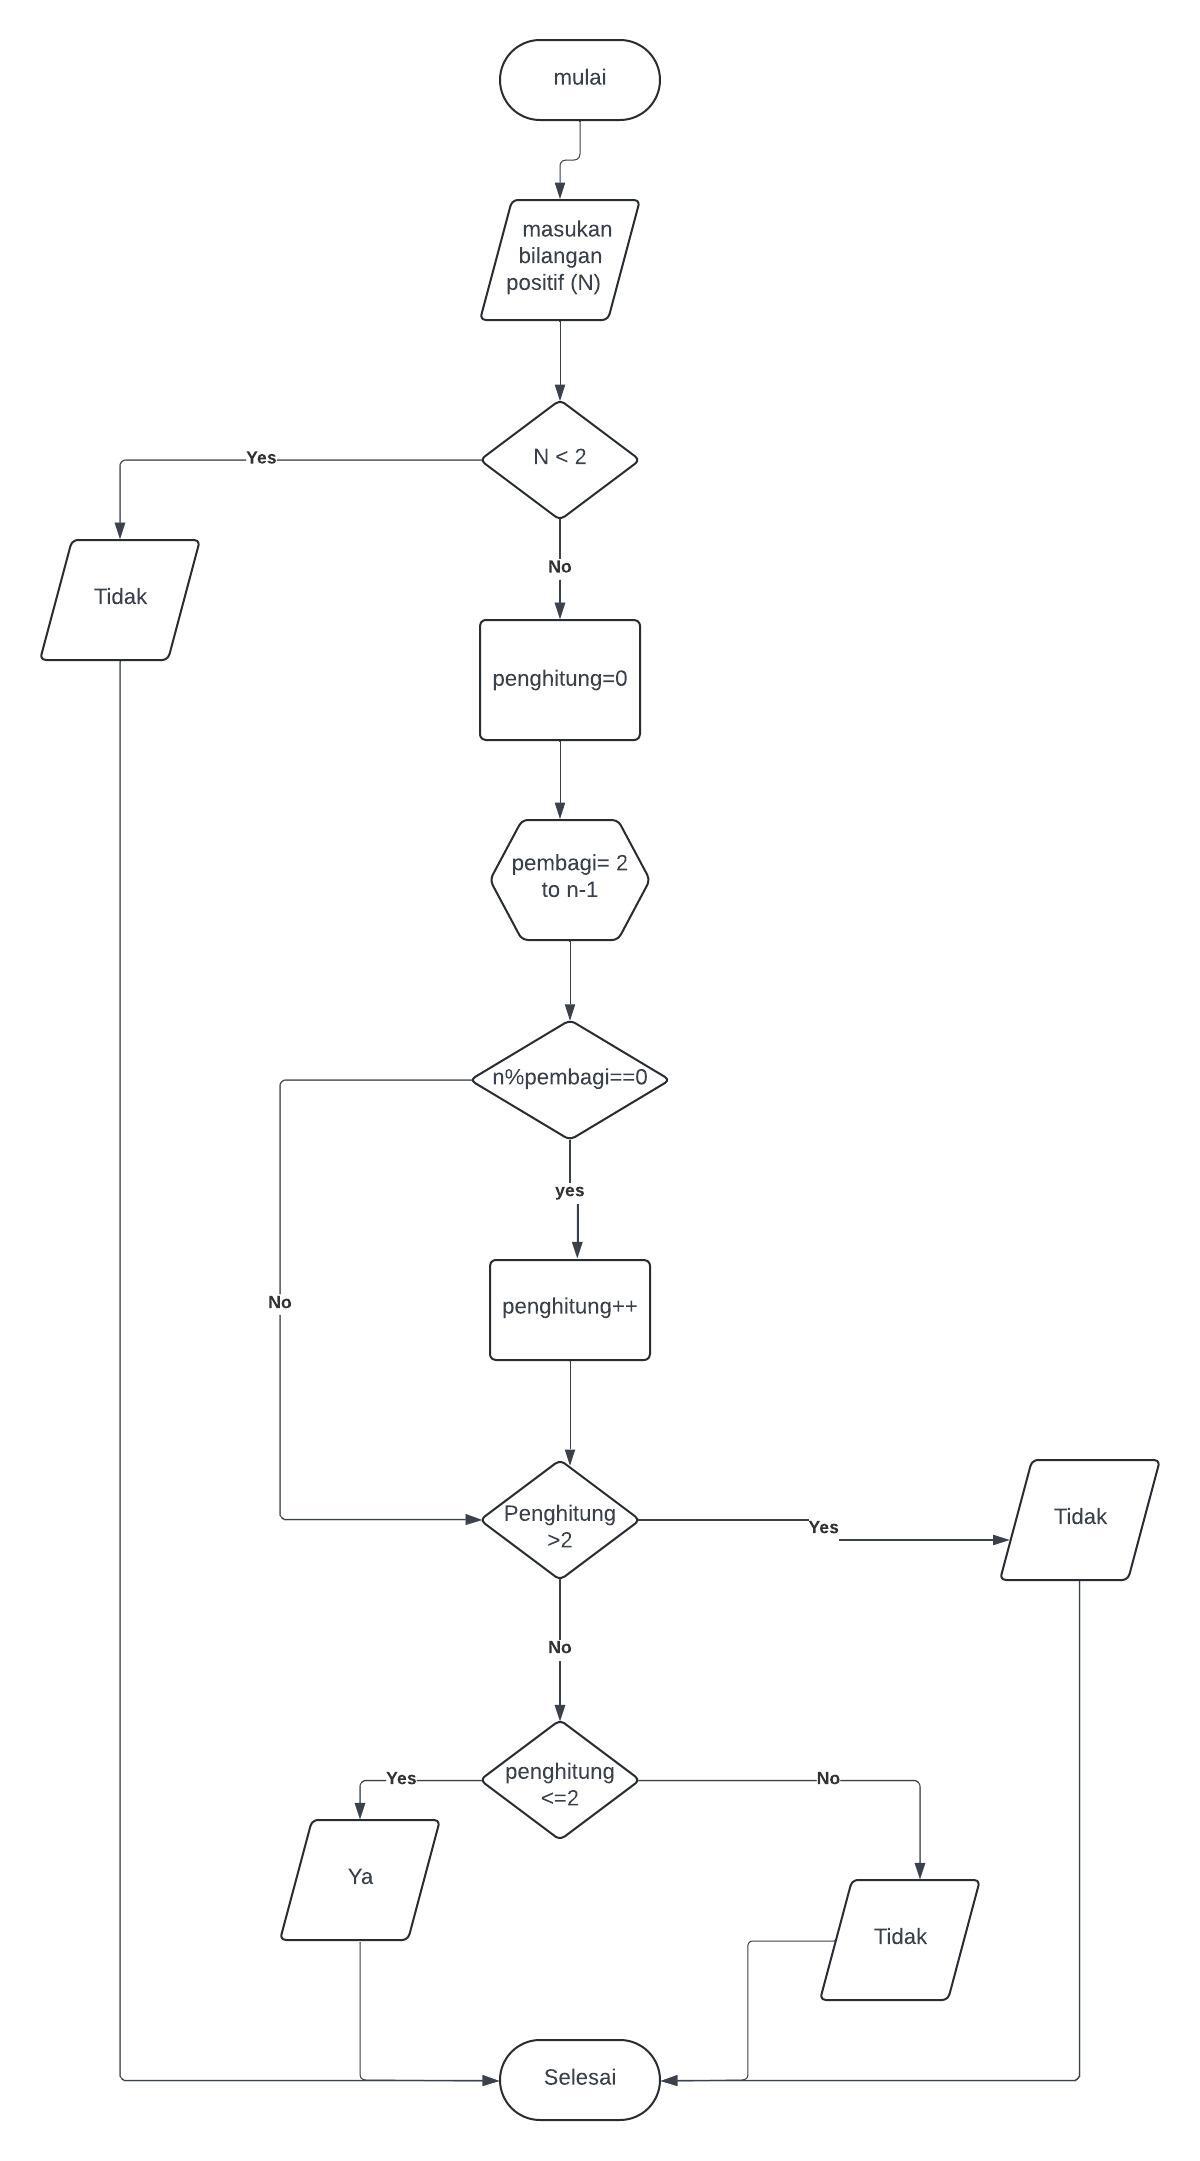 mulai
masukan
bilangan
positif (N)
N < 2
Yes
No
Tidak
penghitung=0
pembagi= 2
to n-1
n%pembagi==0
yes
No
penghitung++
Penghitung
>2
Yes
Tidak
No
penghitung
<=2
Yes
No
Ya
Tidak
Selesai